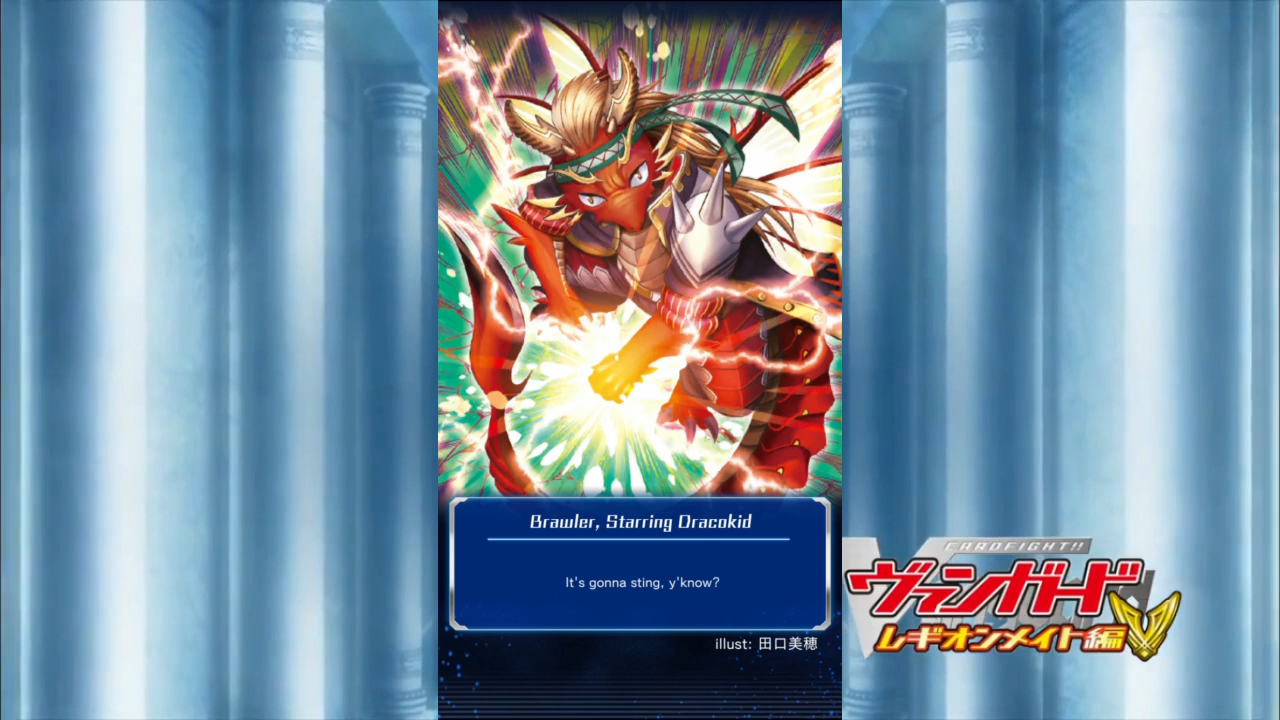 Brawler, Starring Dracokid
It's gonna sting, y'know?
illust: 田口美穂
CARDFIGHT!!
ヴァンガード
レギオンメイト編